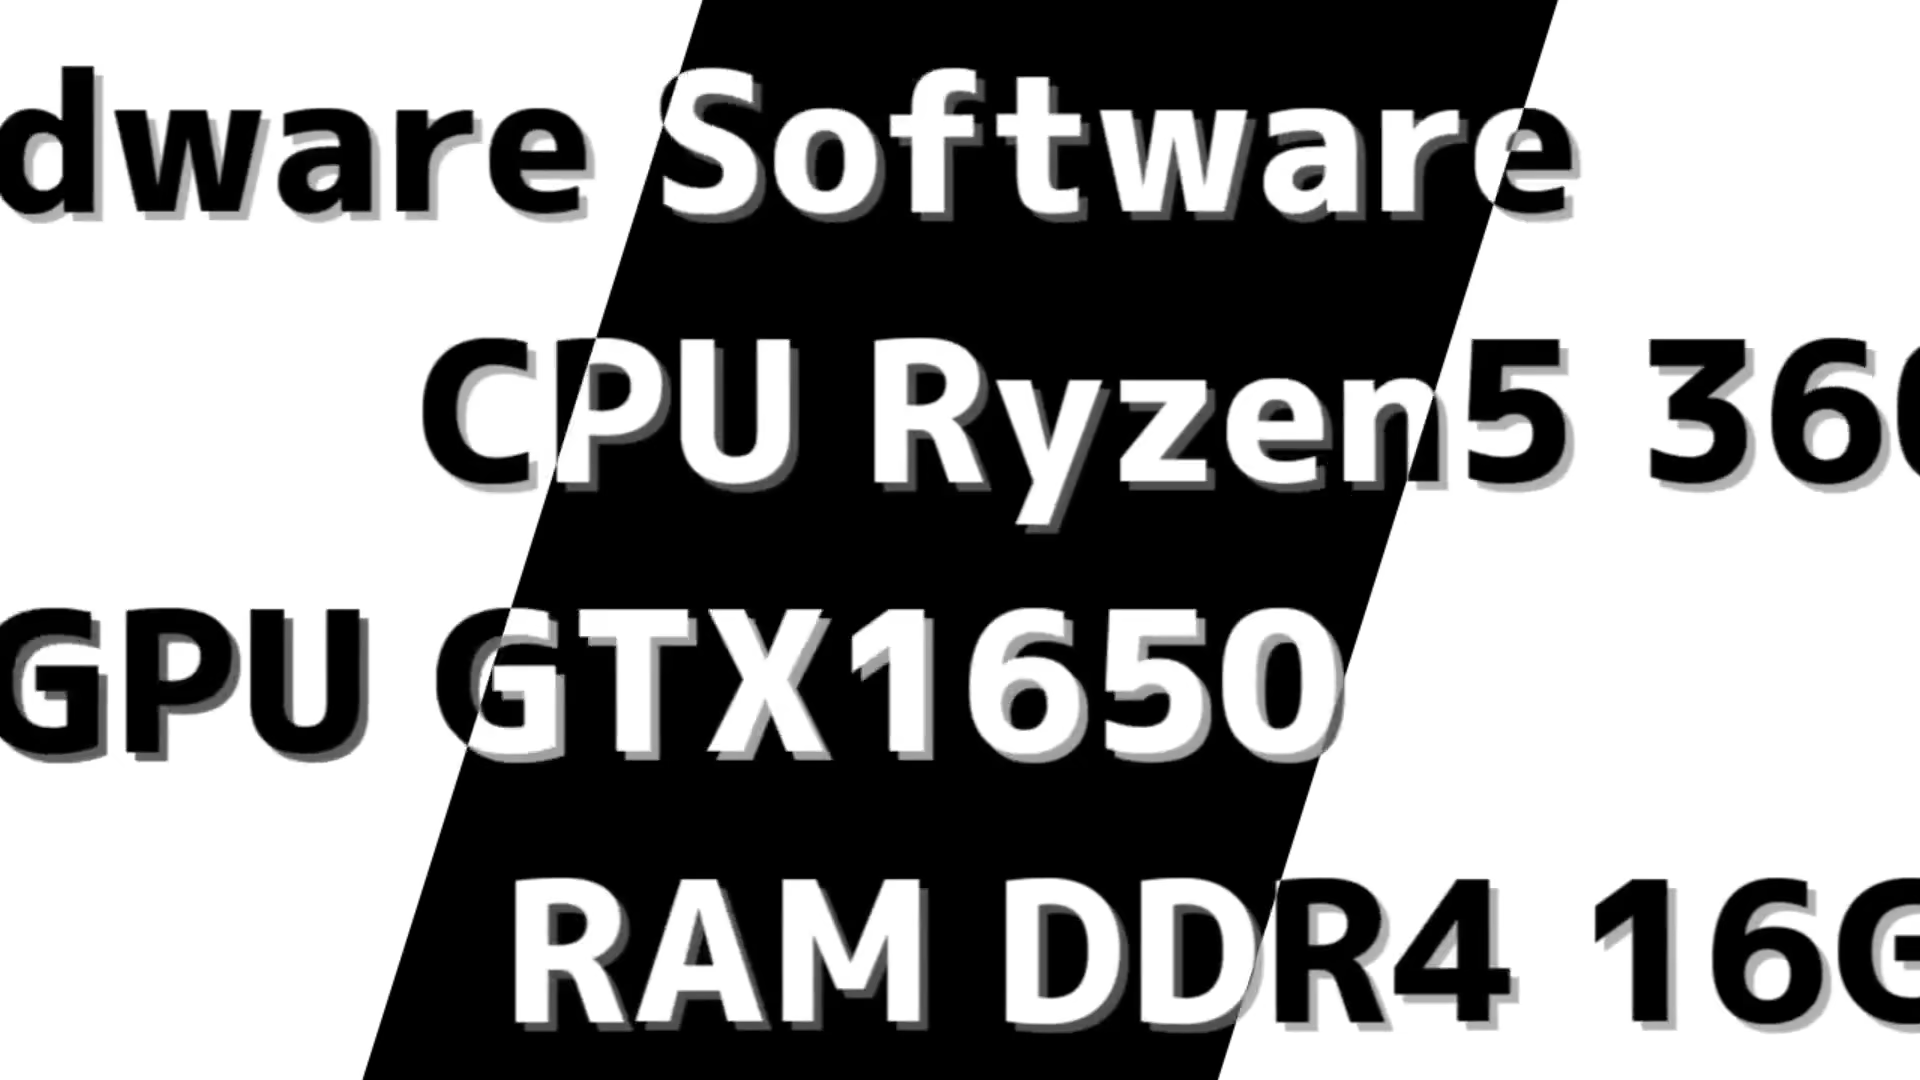 dware Software
CPU Ryzen5 360
GPU GTX1650
RAM DDR4 16G